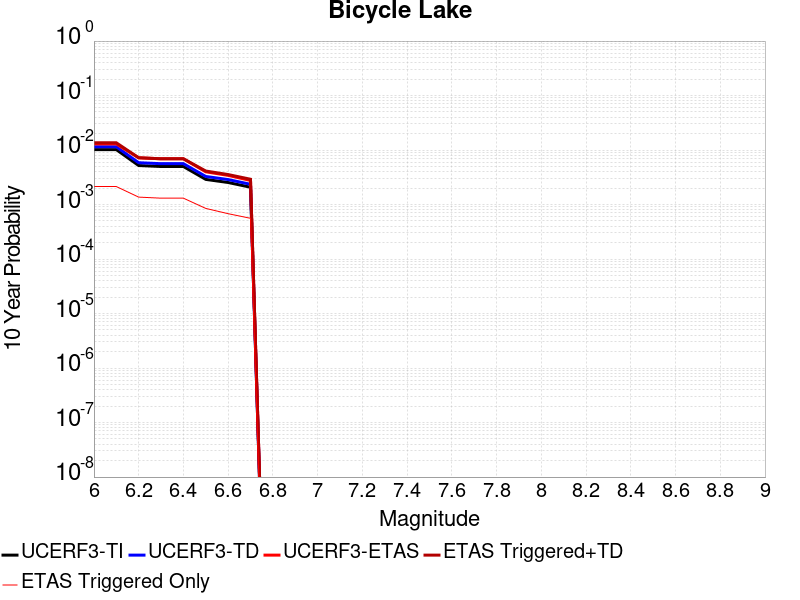 Bicycle Lake
10 Year Probability
10^0
10^-1
10^-2
10^-3
10^-4
10^-5
10^-6
10^-7
10^-8
6 6.2 6.4 6.6 6.8 7 7.2 7.4 7.6 7.8 8 8.2 8.4 8.6 8.8 9
Magnitude
UCERF3-TI UCERF3-TD UCERF3-ETAS ETAS Triggered+TD
ETAS Triggered Only